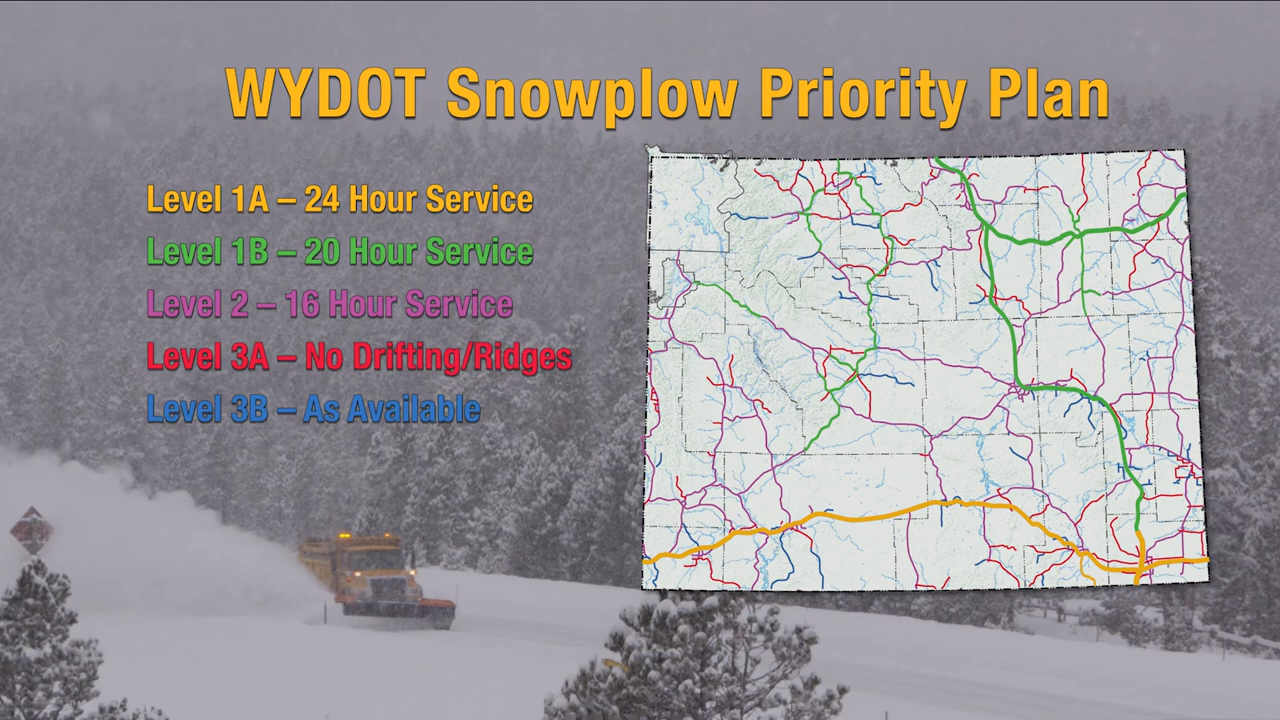 WYDOT Snowplow Priority Plan
Level 1A – 24 Hour Service
Level 1B – 20 Hour Service
Level 2 – 16 Hour Service
Level 3A – No Drifting/Ridges
Level 3B – As Available